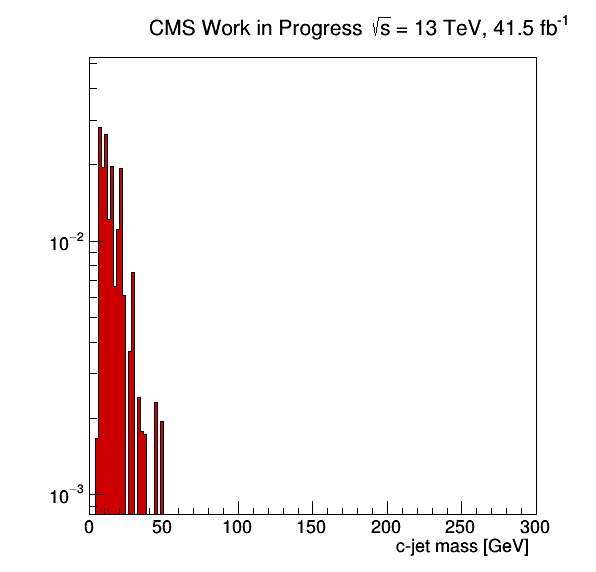 CMS Work in Progress √s = 13 TeV, 41.5 fb⁻¹
10⁻²
10⁻³
0 50 100 150 200 250 300
c-jet mass [GeV]